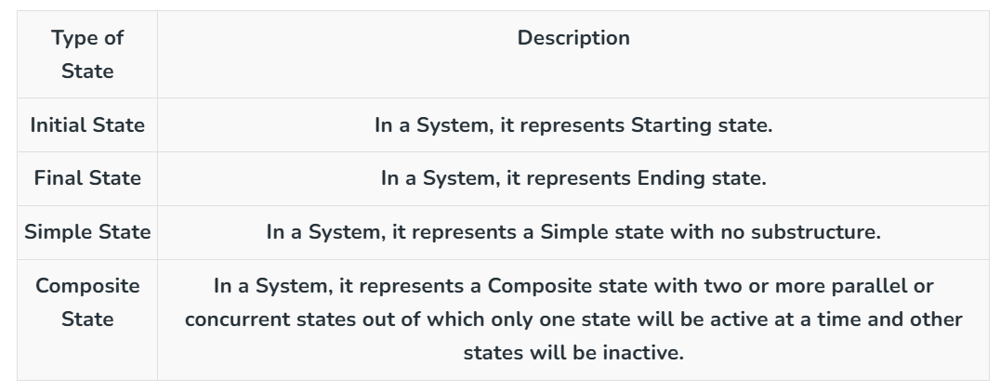 Type of
State
Description
Initial State
In a System, it represents Starting state.
Final State
In a System, it represents Ending state.
Simple State
In a System, it represents a Simple state with no substructure.
Composite
State
In a System, it represents a Composite state with two or more parallel or
concurrent states out of which only one state will be active at a time and other
states will be inactive.